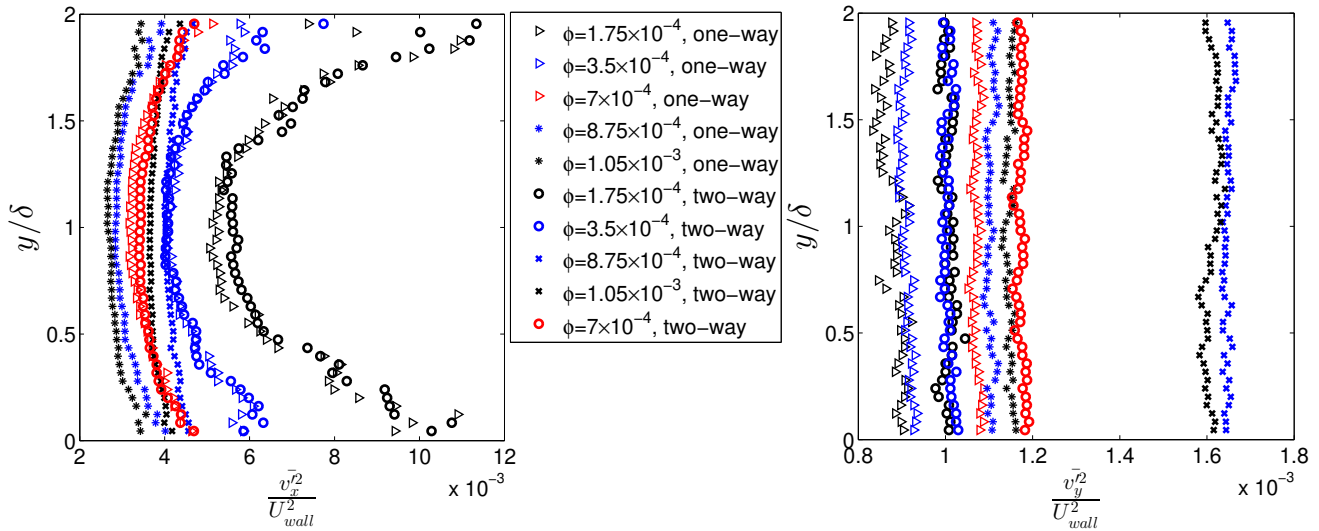 2
1.5
1
0.5
0
y/δ
2 4 6 8 10 12
x 10⁻³
v̄ₓ′² / U²_wall
ϕ=1.75×10⁻⁴, one−way
ϕ=3.5×10⁻⁴, one−way
ϕ=7×10⁻⁴, one−way
ϕ=8.75×10⁻⁴, one−way
ϕ=1.05×10⁻³, one−way
ϕ=1.75×10⁻⁴, two−way
ϕ=3.5×10⁻⁴, two−way
ϕ=8.75×10⁻⁴, two−way
ϕ=1.05×10⁻³, two−way
ϕ=7×10⁻⁴, two−way
2
1.5
1
0.5
0
y/δ
0.8 1 1.2 1.4 1.6 1.8
x 10⁻³
v̄ᵧ′² / U²_wall